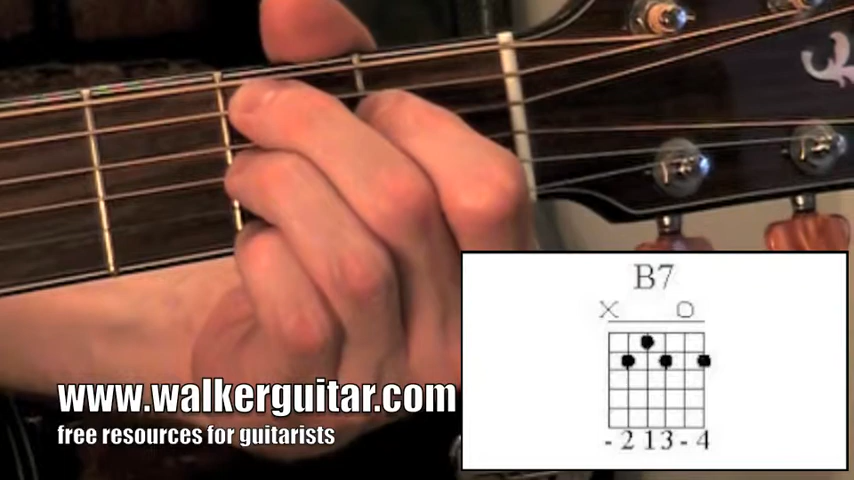 B7
X O
- 2 1 3 - 4
www.walkerguitar.com
free resources for guitarists